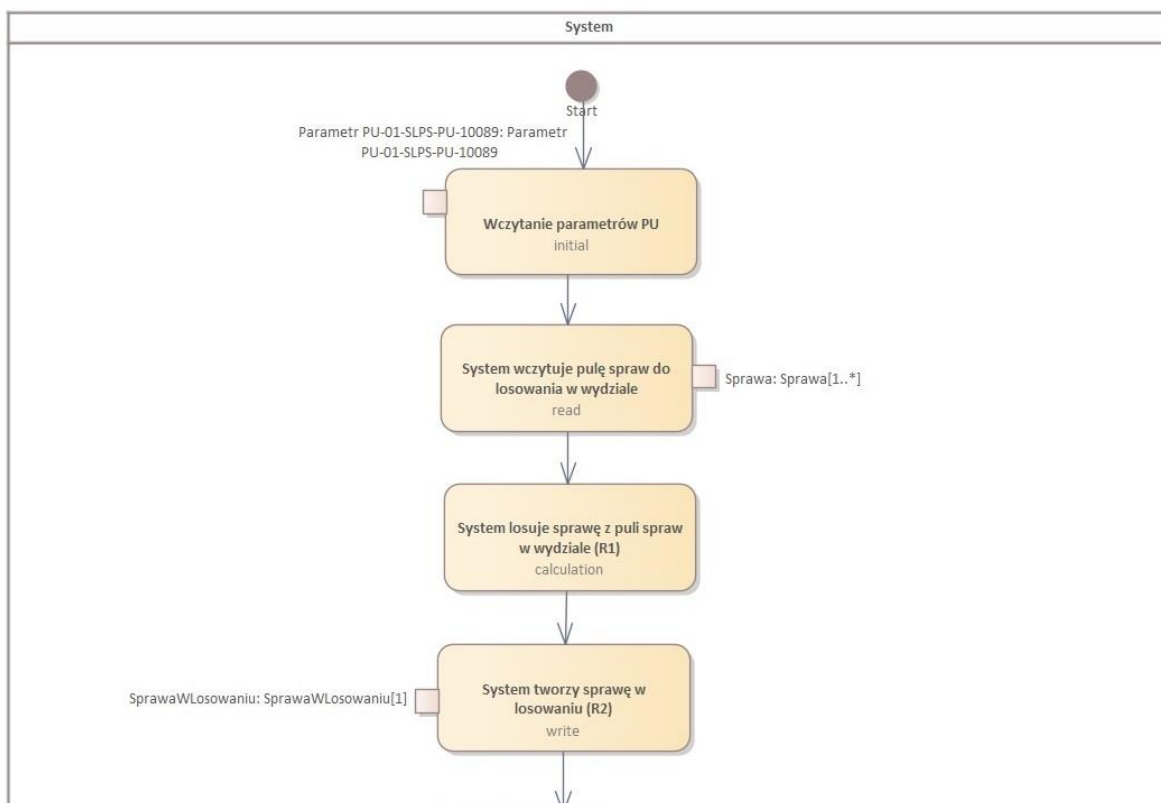 System
Start
Parametr PU-01-SLPS-PU-10089: Parametr
PU-01-SLPS-PU-10089
Wczytanie parametrów PU
initial
System wczytuje pulę spraw do
losowania w wydziale
read
Sprawa: Sprawa[1..*]
System losuje sprawę z puli spraw
w wydziale (R1)
calculation
SprawaWLosowaniu: SprawaWLosowaniu[1]
System tworzy sprawę w
losowaniu (R2)
write